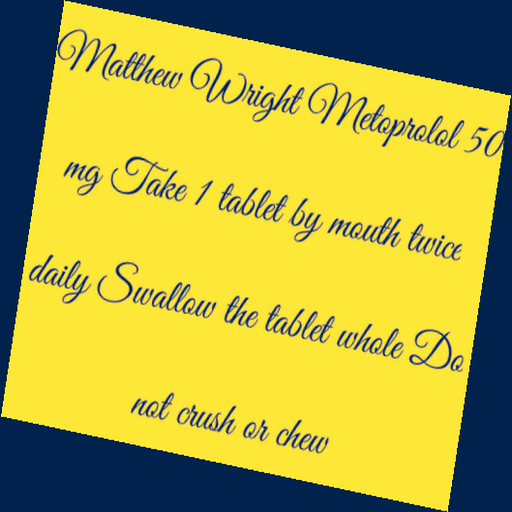 Matthew Wright Metoprolol 50
mg Take 1 tablet by mouth twice
daily Swallow the tablet whole Do
not crush or chew